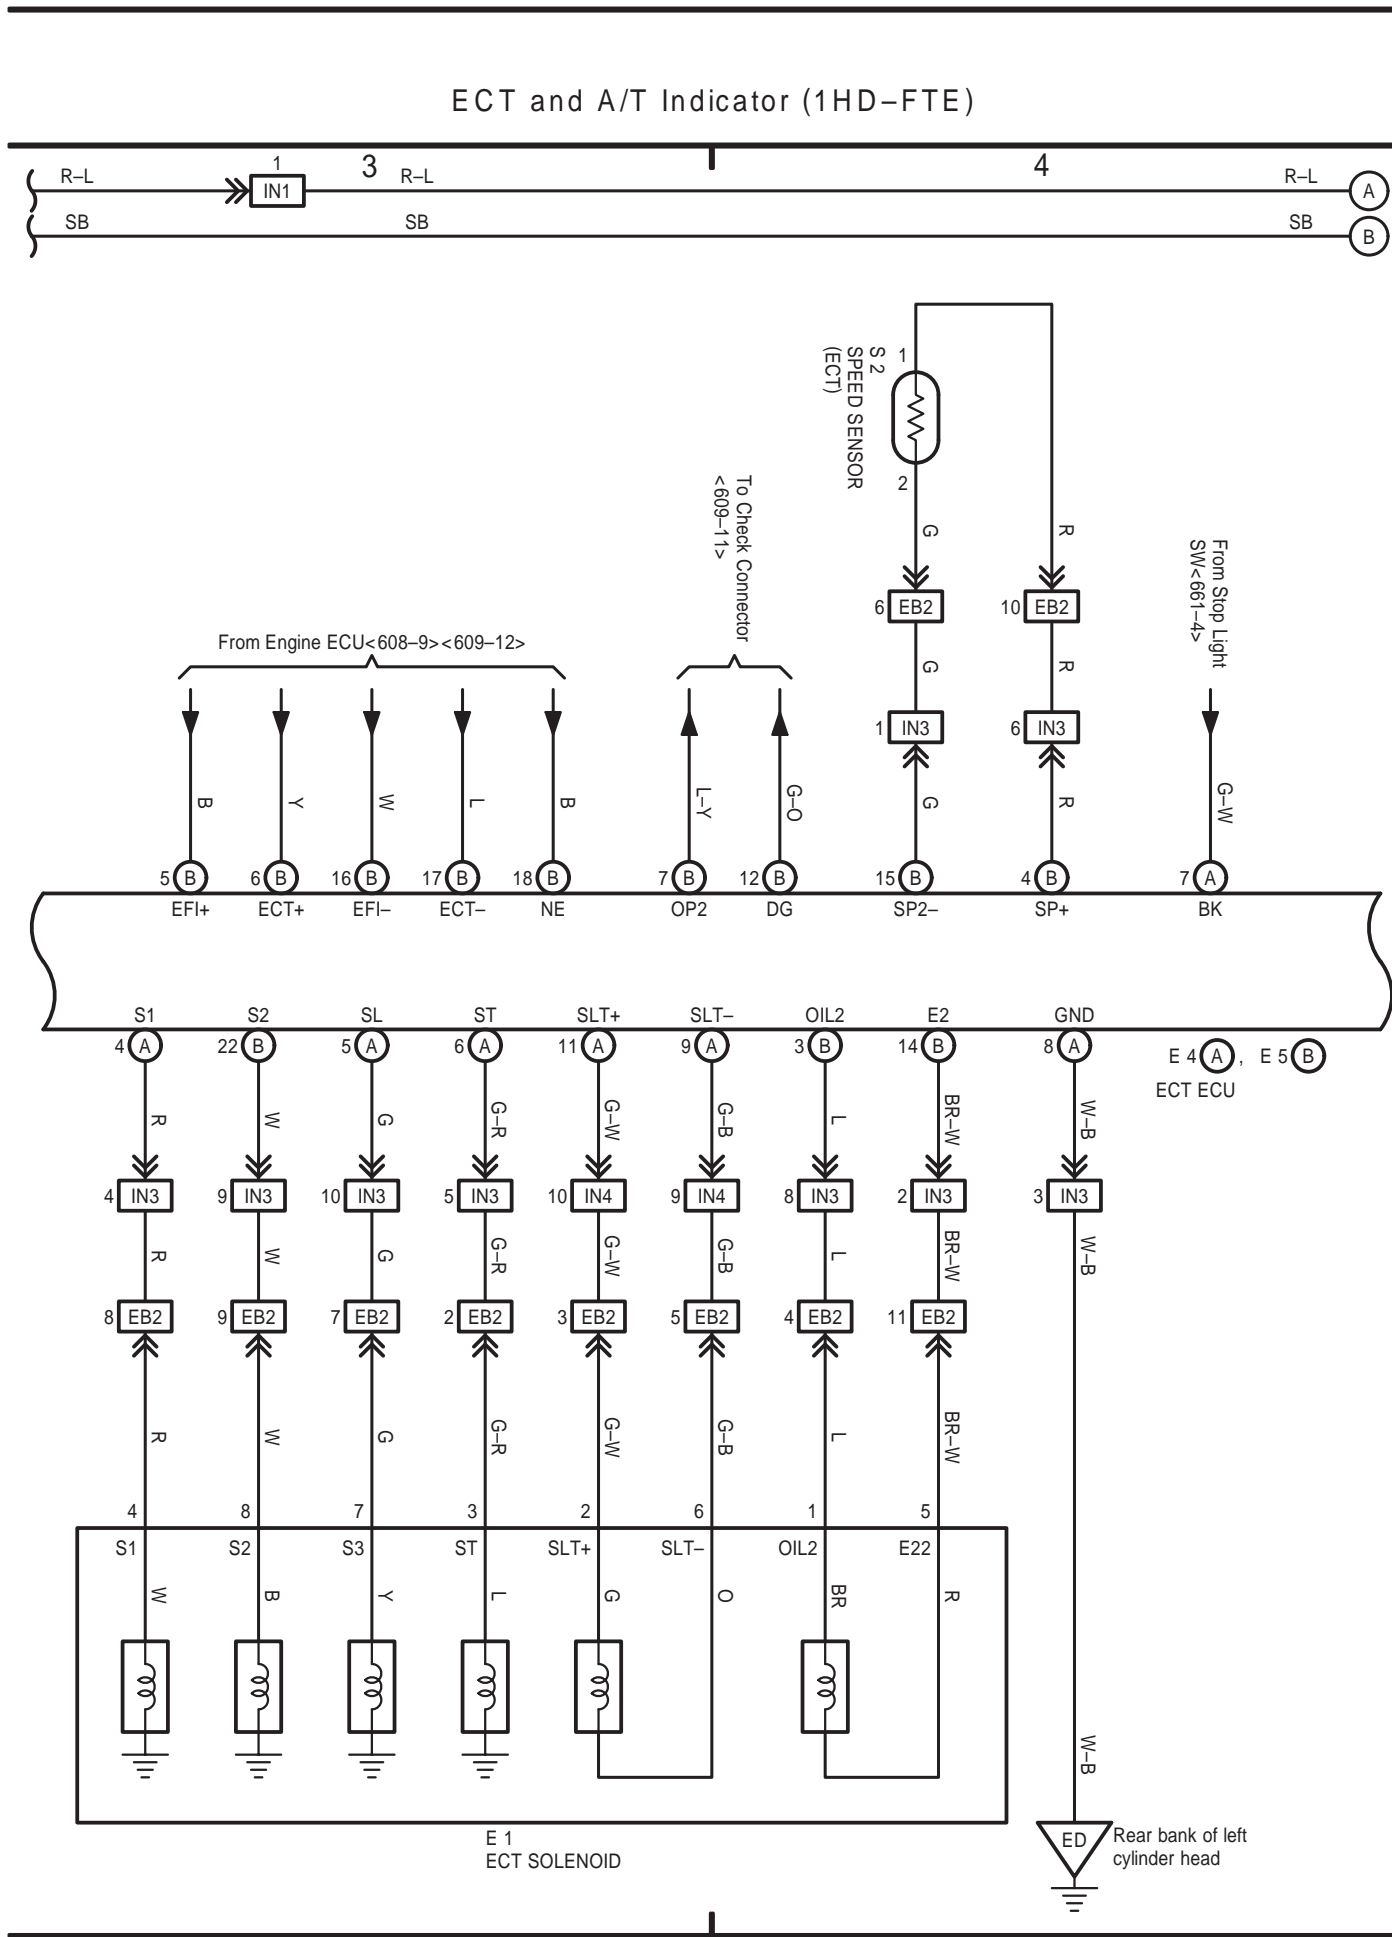 ECT and A/T Indicator (1HD–FTE)
1 3 4
R–L IN1 R–L R–L A
SB SB SB B
S 2
SPEED SENSOR
(ECT)
1
2
To Check Connector
<609–11>
G R
From Stop Light
SW<661–4>
6 EB2 10 EB2
From Engine ECU<608–9><609–12>
G R
1 IN3 6 IN3
B Y W L B L–Y G–O G R G–W
5 B 6 B 16 B 17 B 18 B 7 B 12 B 15 B 4 B 7 A
EFI+ ECT+ EFI– ECT– NE OP2 DG SP2– SP+ BK
S1 S2 SL ST SLT+ SLT– OIL2 E2 GND
4 A 22 B 5 A 6 A 11 A 9 A 3 B 14 B 8 A
E 4 A , E 5 B
ECT ECU
R W G G–R G–W G–B L BR–W W–B
4 IN3 9 IN3 10 IN3 5 IN3 10 IN4 9 IN4 8 IN3 2 IN3 3 IN3
R W G G–R G–W G–B L BR–W W–B
8 EB2 9 EB2 7 EB2 2 EB2 3 EB2 5 EB2 4 EB2 11 EB2
R W G G–R G–W G–B L BR–W
4 8 7 3 2 6 1 5
S1 S2 S3 ST SLT+ SLT– OIL2 E22
W B Y L G O BR R
W–B
E 1
ECT SOLENOID
ED
Rear bank of left
cylinder head